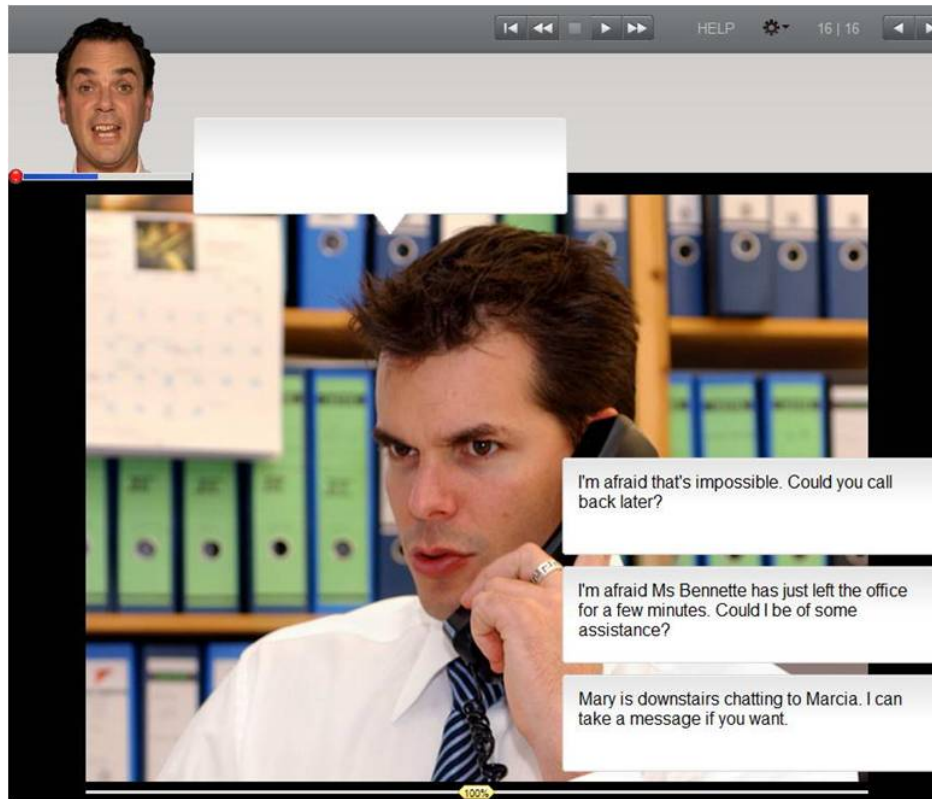 HELP
16 | 16
I'm afraid that's impossible. Could you call
back later?
I'm afraid Ms Bennette has just left the office
for a few minutes. Could I be of some
assistance?
Mary is downstairs chatting to Marcia. I can
take a message if you want.
100%